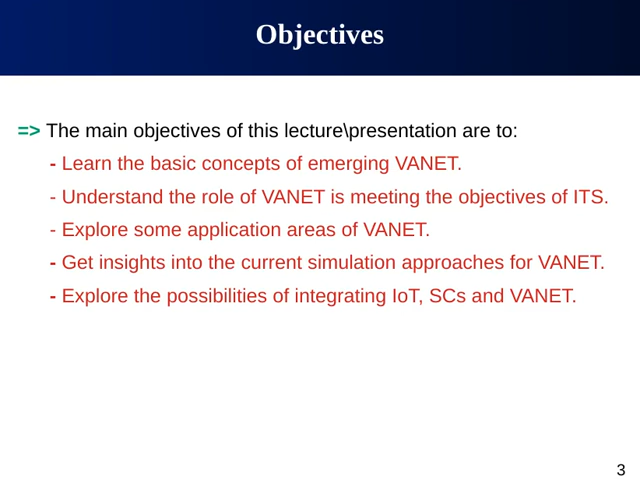 Objectives
=> The main objectives of this lecture\presentation are to:
- Learn the basic concepts of emerging VANET.
- Understand the role of VANET is meeting the objectives of ITS.
- Explore some application areas of VANET.
- Get insights into the current simulation approaches for VANET.
- Explore the possibilities of integrating IoT, SCs and VANET.
3